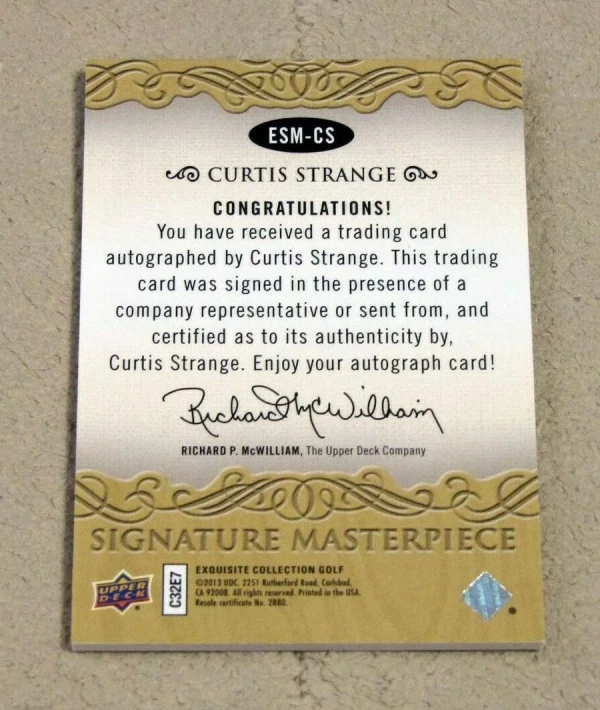 ESM-CS
CURTIS STRANGE
CONGRATULATIONS!
You have received a trading card
autographed by Curtis Strange. This trading
card was signed in the presence of a
company representative or sent from, and
certified as to its authenticity by,
Curtis Strange. Enjoy your autograph card!
Richard McWilliam
RICHARD P. McWILLIAM, The Upper Deck Company
SIGNATURE MASTERPIECE
EXQUISITE COLLECTION GOLF
©2013 UDC. 2251 Rutherford Road, Carlsbad,
CA 92008. All rights reserved. Printed in the USA.
Resale certificate No. 2880.
C32E7
UPPER
D·E·C·K